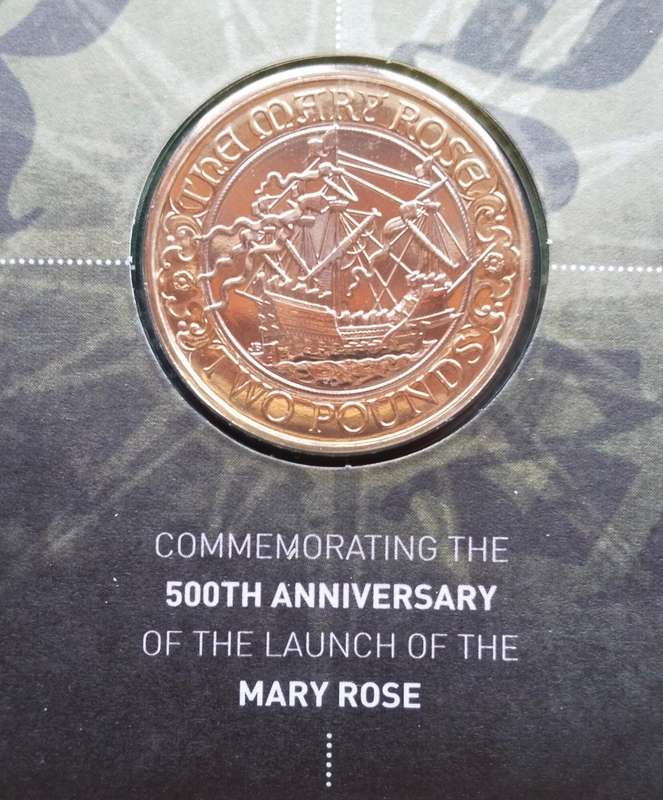 THE MARY ROSE
TWO POUNDS
COMMEMORATING THE
500TH ANNIVERSARY
OF THE LAUNCH OF THE
MARY ROSE